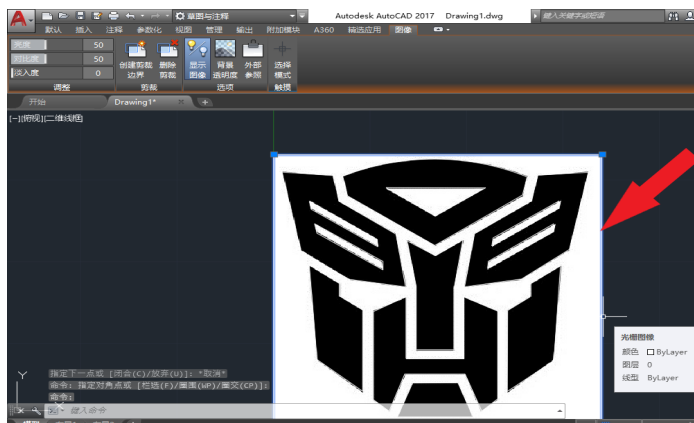 草图与注释
Autodesk AutoCAD 2017 Drawing1.dwg
键入关键字或短语
默认 插入 注释 参数化 视图 管理 输出 附加模块 A360 精选应用 图像
亮度 50
对比度 50
淡入度 0
创建剪裁 删除 显示 背景 外部 选择
边界 剪裁 图像 透明度 参照 模式
调整 剪裁 选项 触摸
开始 Drawing1* × +
[-][俯视][二维线框]
光栅图像
颜色 ByLayer
图层 0
线型 ByLayer
Y
指定下一点或 [闭合(C)/放弃(U)]: *取消*
命令: 指定对角点或 [栏选(F)/圈围(WP)/圈交(CP)]:
命令:
键入命令